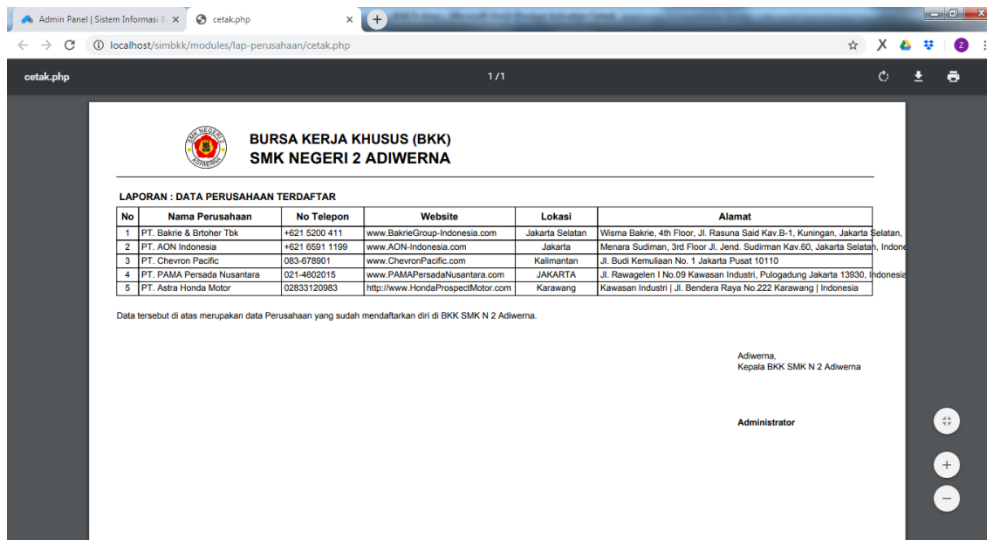 Admin Panel | Sistem Informasi
cetak.php
localhost/simbkk/modules/lap-perusahaan/cetak.php
X
Z
cetak.php
1 / 1
SMK NEGERI 2
ADIWERNA
BURSA KERJA KHUSUS (BKK)
SMK NEGERI 2 ADIWERNA
LAPORAN : DATA PERUSAHAAN TERDAFTAR
No Nama Perusahaan No Telepon Website Lokasi Alamat
1 PT. Bakrie & Brtoher Tbk +621 5200 411 www.BakrieGroup-Indonesia.com Jakarta Selatan Wisma Bakrie, 4th Floor, Jl. Rasuna Said Kav.B-1, Kuningan, Jakarta Selatan,
2 PT. AON Indonesia +621 6591 1199 www.AON-Indonesia.com Jakarta Menara Sudiman, 3rd Floor Jl. Jend. Sudirman Kav.60, Jakarta Selatan, Indone
3 PT. Chevron Pacific 083-678901 www.ChevronPacific.com Kalimantan Jl. Budi Kemuliaan No. 1 Jakarta Pusat 10110
4 PT. PAMA Persada Nusantara 021-4602015 www.PAMAPersadaNusantara.com JAKARTA Jl. Rawagelen I No.09 Kawasan Industri, Pulogadung Jakarta 13930, Indonesia
5 PT. Astra Honda Motor 02833120983 http://www.HondaProspectMotor.com Karawang Kawasan Industri | Jl. Bendera Raya No.222 Karawang | Indonesia
Data tersebut di atas merupakan data Perusahaan yang sudah mendaftarkan diri di BKK SMK N 2 Adiwerna.
Adiwerna,
Kepala BKK SMK N 2 Adiwerna
Administrator